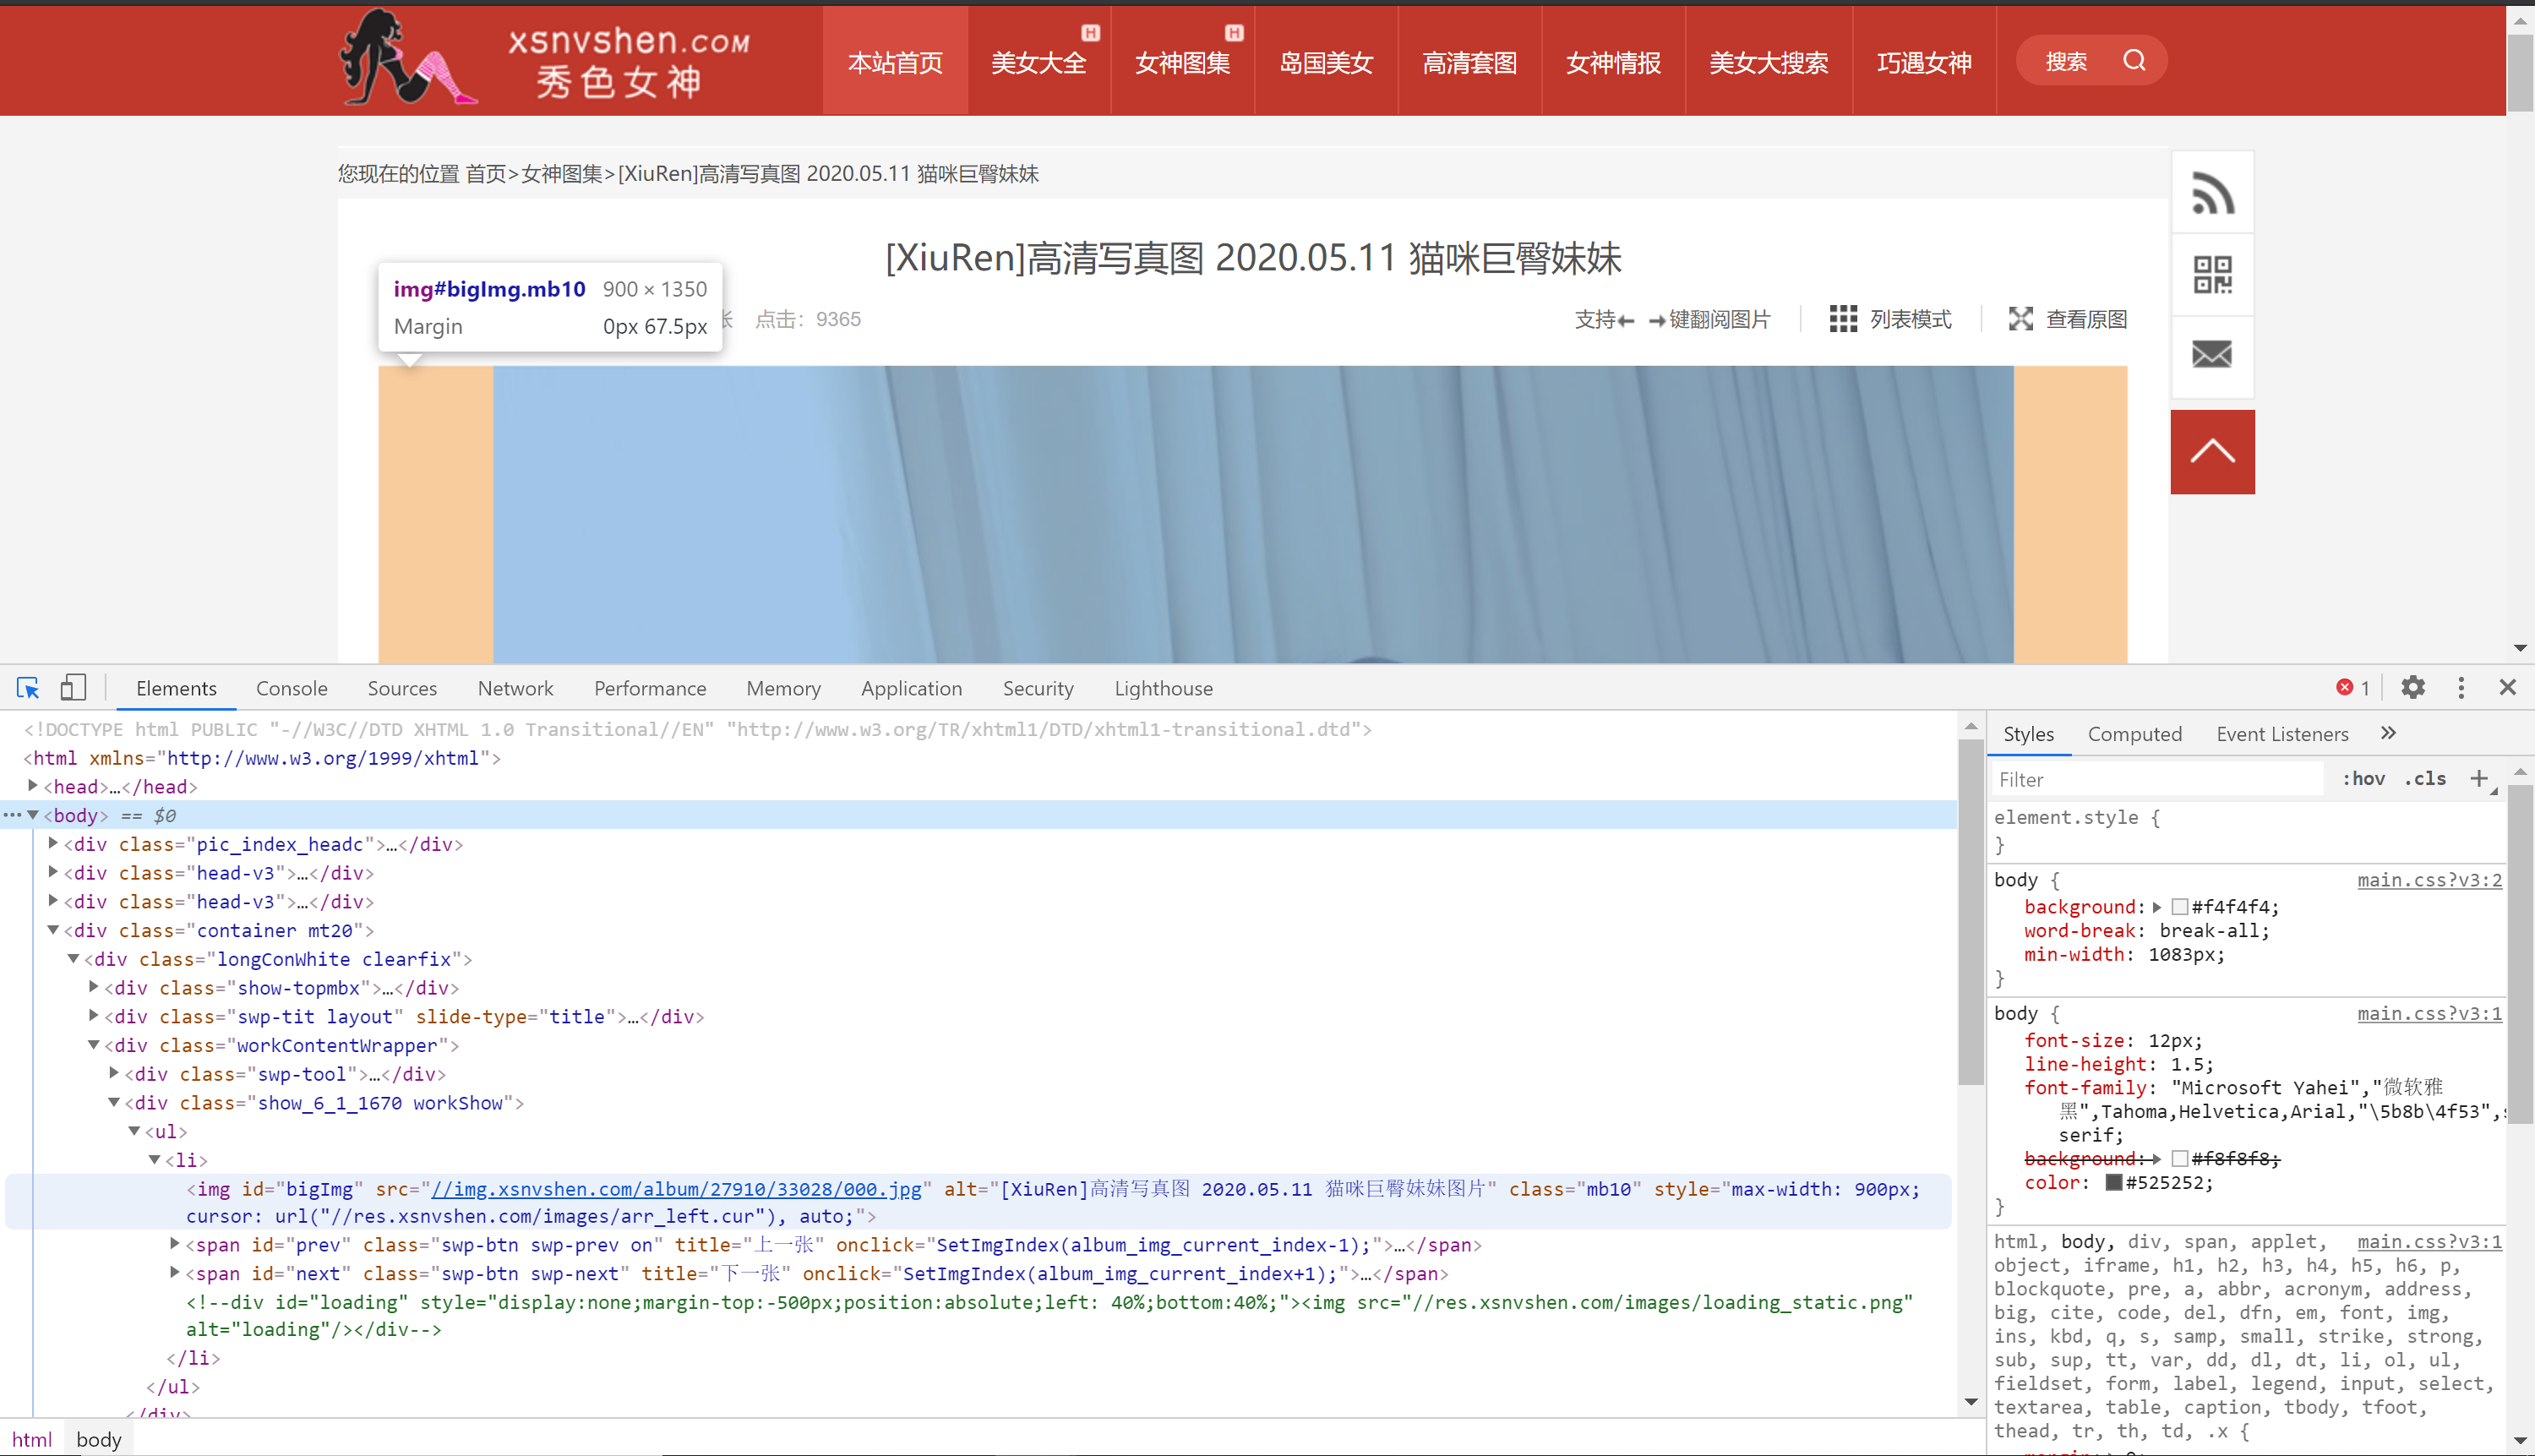 xsnvshen.COM
秀色女神
本站首页
美女大全
H
女神图集
H
岛国美女
高清套图
女神情报
美女大搜索
巧遇女神
搜索
您现在的位置 首页>女神图集>[XiuRen]高清写真图 2020.05.11 猫咪巨臀妹妹
[XiuRen]高清写真图 2020.05.11 猫咪巨臀妹妹
img#bigImg.mb10 900 × 1350
Margin 0px 67.5px
张 点击：9365
支持← →键翻阅图片
列表模式
查看原图
Elements Console Sources Network Performance Memory Application Security Lighthouse
1
<!DOCTYPE html PUBLIC "-//W3C//DTD XHTML 1.0 Transitional//EN" "http://www.w3.org/TR/xhtml1/DTD/xhtml1-transitional.dtd">
<html xmlns="http://www.w3.org/1999/xhtml">
<head>…</head>
<body> == $0
<div class="pic_index_headc">…</div>
<div class="head-v3">…</div>
<div class="head-v3">…</div>
<div class="container mt20">
<div class="longConWhite clearfix">
<div class="show-topmbx">…</div>
<div class="swp-tit layout" slide-type="title">…</div>
<div class="workContentWrapper">
<div class="swp-tool">…</div>
<div class="show_6_1_1670 workShow">
<ul>
<li>
<img id="bigImg" src="//img.xsnvshen.com/album/27910/33028/000.jpg" alt="[XiuRen]高清写真图 2020.05.11 猫咪巨臀妹妹图片" class="mb10" style="max-width: 900px;
cursor: url("//res.xsnvshen.com/images/arr_left.cur"), auto;">
<span id="prev" class="swp-btn swp-prev on" title="上一张" onclick="SetImgIndex(album_img_current_index-1);">…</span>
<span id="next" class="swp-btn swp-next" title="下一张" onclick="SetImgIndex(album_img_current_index+1);">…</span>
<!--div id="loading" style="display:none;margin-top:-500px;position:absolute;left: 40%;bottom:40%;"><img src="//res.xsnvshen.com/images/loading_static.png"
alt="loading"/></div-->
</li>
</ul>
</div>
html body
Styles Computed Event Listeners »
Filter :hov .cls +
element.style {
}
body { main.css?v3:2
background: #f4f4f4;
word-break: break-all;
min-width: 1083px;
}
body { main.css?v3:1
font-size: 12px;
line-height: 1.5;
font-family: "Microsoft Yahei","微软雅
黑",Tahoma,Helvetica,Arial,"\5b8b\4f53",
serif;
background: #f8f8f8;
color: #525252;
}
html, body, div, span, applet, main.css?v3:1
object, iframe, h1, h2, h3, h4, h5, h6, p,
blockquote, pre, a, abbr, acronym, address,
big, cite, code, del, dfn, em, font, img,
ins, kbd, q, s, samp, small, strike, strong,
sub, sup, tt, var, dd, dl, dt, li, ol, ul,
fieldset, form, label, legend, input, select,
textarea, table, caption, tbody, tfoot,
thead, tr, th, td, .x {